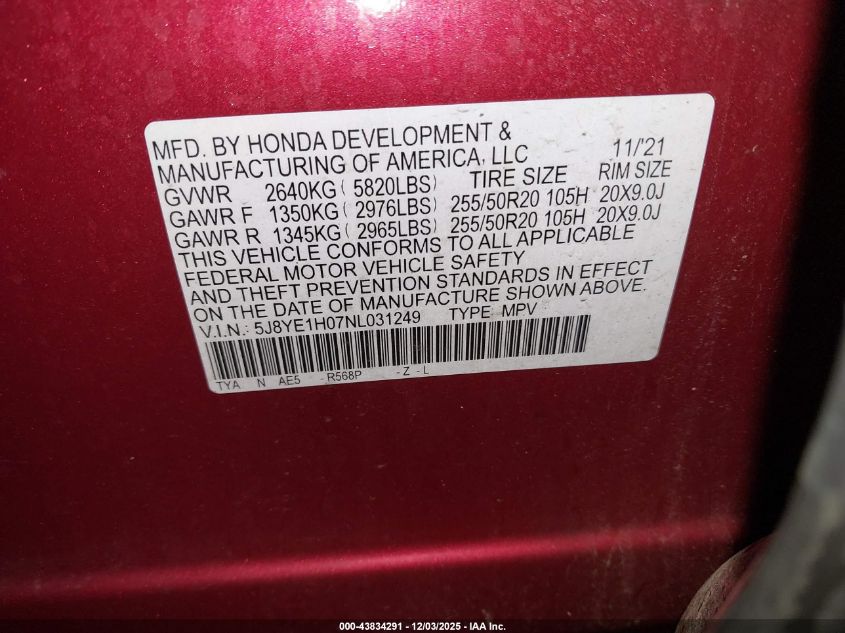 MFD. BY HONDA DEVELOPMENT &
MANUFACTURING OF AMERICA, LLC 11/'21
GVWR 2640KG ( 5820LBS) TIRE SIZE RIM SIZE
GAWR F 1350KG ( 2976LBS) 255/50R20 105H 20X9.0J
GAWR R 1345KG ( 2965LBS) 255/50R20 105H 20X9.0J
THIS VEHICLE CONFORMS TO ALL APPLICABLE
FEDERAL MOTOR VEHICLE SAFETY
AND THEFT PREVENTION STANDARDS IN EFFECT
ON THE DATE OF MANUFACTURE SHOWN ABOVE.
V.I.N.: 5J8YE1H07NL031249 TYPE: MPV
TYA N AE5 - R568P - Z - L
000-43834291 - 12/03/2025 - IAA Inc.